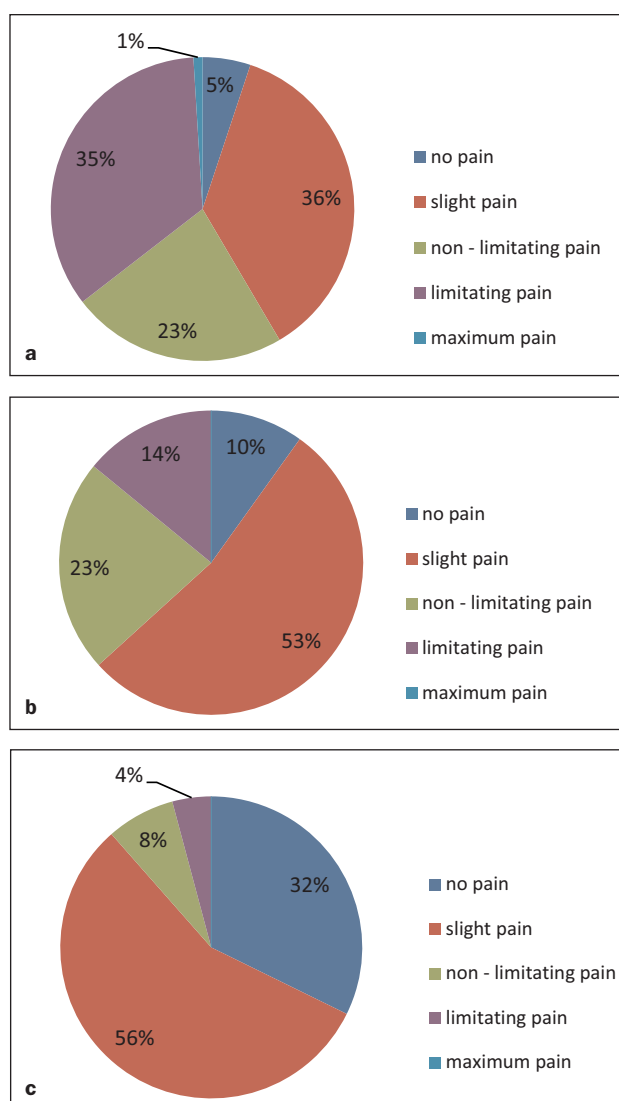 1%
5%
35%
36%
23%
no pain
slight pain
non - limitating pain
limitating pain
maximum pain
a
14%
10%
23%
53%
no pain
slight pain
non - limitating pain
limitating pain
maximum pain
b
4%
8%
32%
56%
no pain
slight pain
non - limitating pain
limitating pain
maximum pain
c